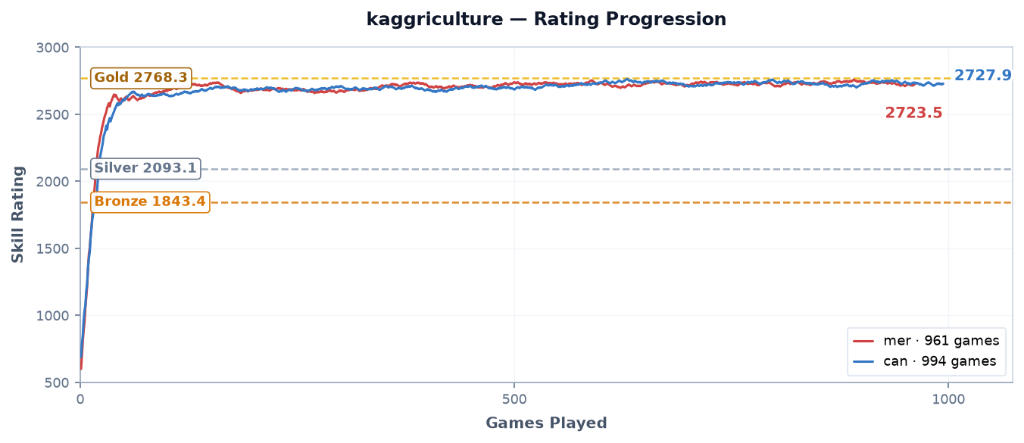 kaggriculture — Rating Progression
3000
2500
2000
1500
1000
500
Skill Rating
Gold 2768.3
Silver 2093.1
Bronze 1843.4
2727.9
2723.5
mer · 961 games
can · 994 games
0
500
1000
Games Played